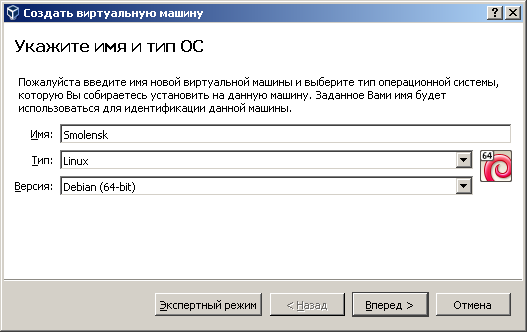 Создать виртуальную машину
Укажите имя и тип ОС
Пожалуйста введите имя новой виртуальной машины и выберите тип операционной системы,
которую Вы собираетесь установить на данную машину. Заданное Вами имя будет
использоваться для идентификации данной машины.
Имя: Smolensk
Тип: Linux
64
Версия: Debian (64-bit)
Экспертный режим < Назад Вперед > Отмена